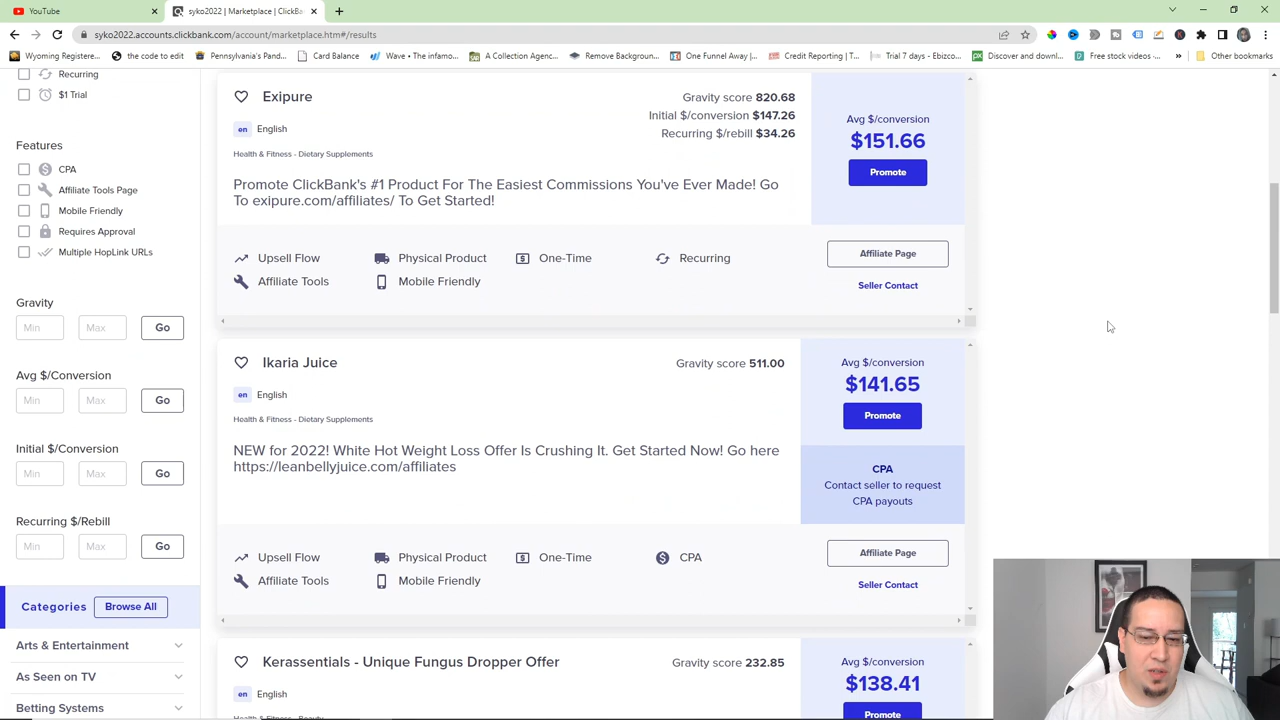 YouTube
syko2022 | Marketplace | ClickBan
syko2022.accounts.clickbank.com/account/marketplace.htm#/results
Wyoming Registere...
the code to edit
Pennsylvania's Pand...
Card Balance
Wave • The infamo...
A Collection Agenc...
Remove Backgroun...
One Funnel Away |...
Credit Reporting | T...
Trial 7 days - Ebizco...
Discover and downl...
Free stock videos -...
Other bookmarks
Recurring
$1 Trial
Features
CPA
Affiliate Tools Page
Mobile Friendly
Requires Approval
Multiple HopLink URLs
Gravity
Min Max Go
Avg $/Conversion
Min Max Go
Initial $/Conversion
Min Max Go
Recurring $/Rebill
Min Max Go
Categories Browse All
Arts & Entertainment
As Seen on TV
Betting Systems
Exipure
Gravity score 820.68
Initial $/conversion $147.26
Recurring $/rebill $34.26
en English
Health & Fitness - Dietary Supplements
Promote ClickBank's #1 Product For The Easiest Commissions You've Ever Made! Go
To exipure.com/affiliates/ To Get Started!
Avg $/conversion
$151.66
Promote
Upsell Flow Physical Product One-Time Recurring
Affiliate Tools Mobile Friendly
Affiliate Page
Seller Contact
Ikaria Juice
Gravity score 511.00
en English
Health & Fitness - Dietary Supplements
NEW for 2022! White Hot Weight Loss Offer Is Crushing It. Get Started Now! Go here
https://leanbellyjuice.com/affiliates
Avg $/conversion
$141.65
Promote
CPA
Contact seller to request
CPA payouts
Upsell Flow Physical Product One-Time CPA
Affiliate Tools Mobile Friendly
Affiliate Page
Seller Contact
Kerassentials - Unique Fungus Dropper Offer
Gravity score 232.85
en English
Health & Fitness - Beauty
Avg $/conversion
$138.41
Promote